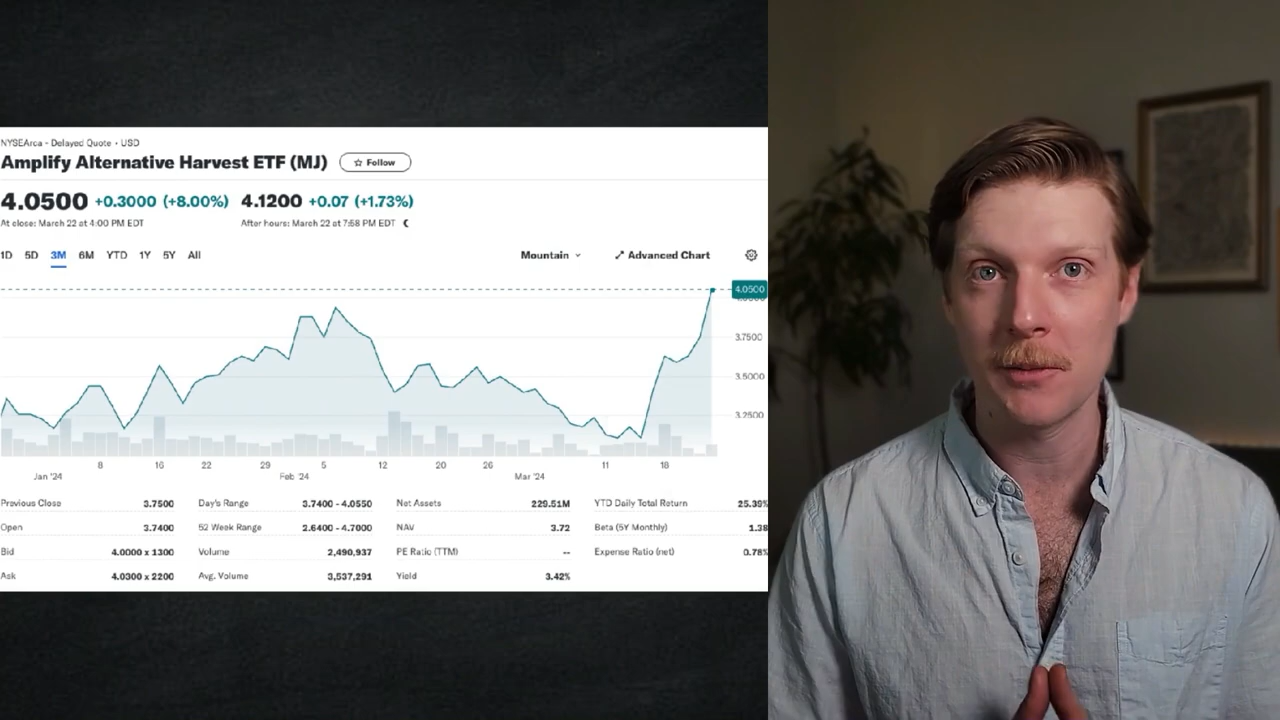 NYSEArca • Delayed Quote • USD
Amplify Alternative Harvest ETF (MJ) ☆ Follow
4.0500 +0.3000 (+8.00%) 4.1200 +0.07 (+1.73%)
At close: March 22 at 4:00 PM EDT After hours: March 22 at 7:58 PM EDT
1D 5D 3M 6M YTD 1Y 5Y All Mountain Advanced Chart
4.0500
3.7500
3.5000
3.2500
8 16 22 29 5 12 20 26 11 18
Jan '24 Feb '24 Mar '24
Previous Close 3.7500 Day's Range 3.7400 - 4.0550 Net Assets 229.51M YTD Daily Total Return 25.39%
Open 3.7400 52 Week Range 2.6400 - 4.7000 NAV 3.72 Beta (5Y Monthly) 1.38
Bid 4.0000 x 1300 Volume 2,490,937 PE Ratio (TTM) -- Expense Ratio (net) 0.78%
Ask 4.0300 x 2200 Avg. Volume 3,537,291 Yield 3.42%